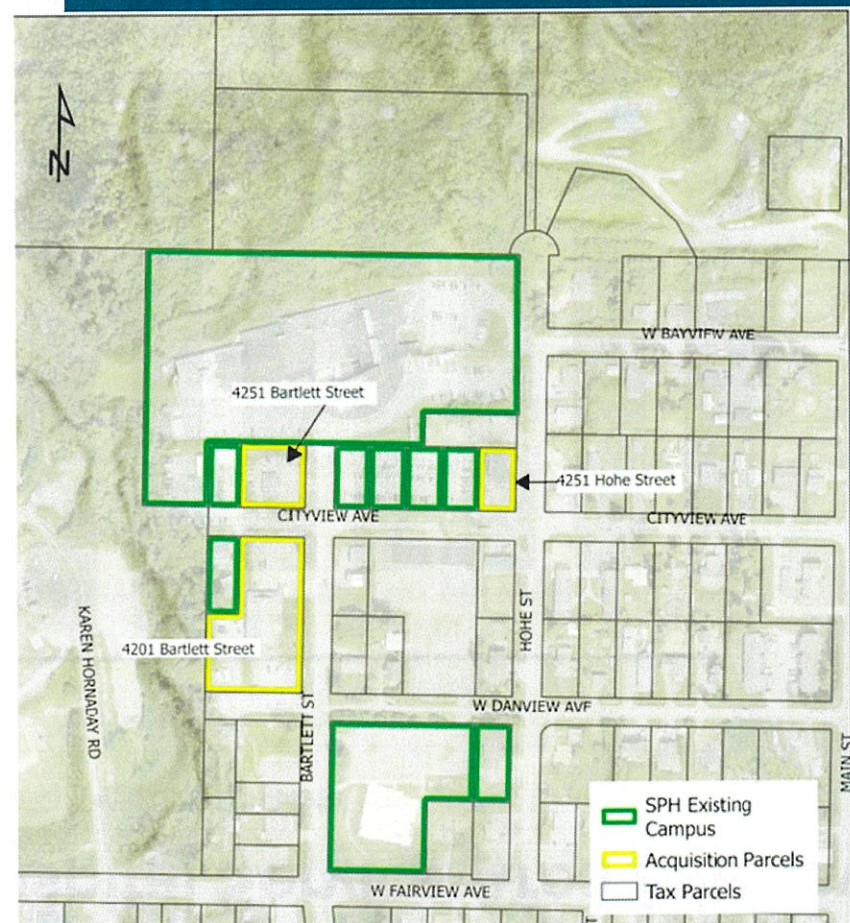 N
W BAYVIEW AVE
4251 Bartlett Street
4251 Hohe Street
CITYVIEW AVE
CITYVIEW AVE
HOHE ST
KAREN HORNADAY RD
4201 Bartlett Street
W DANVIEW AVE
BARTLETT ST
MAIN ST
SPH Existing
Campus
Acquisition Parcels
Tax Parcels
W FAIRVIEW AVE